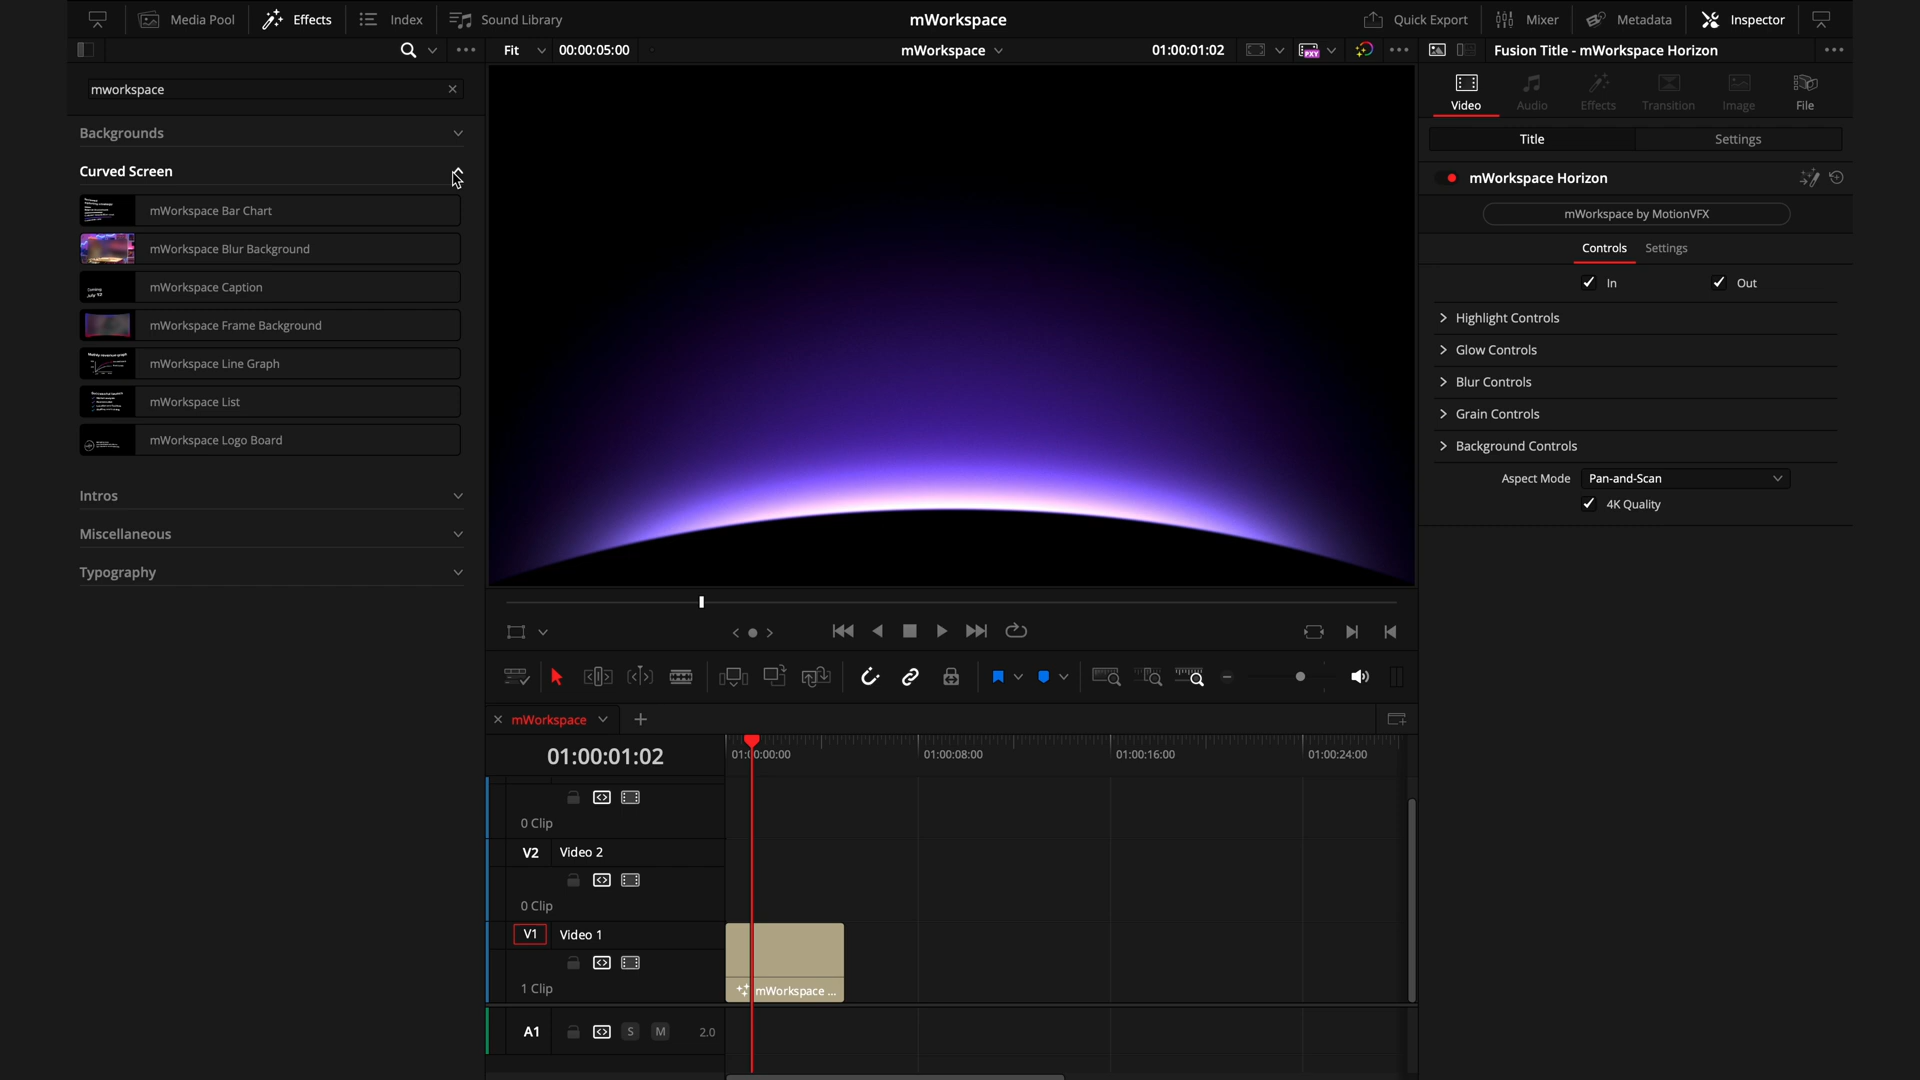 Media Pool Effects Index Sound Library mWorkspace Quick Export Mixer Metadata Inspector
Fit 00:00:05:00 mWorkspace 01:00:01:02 PXY Fusion Title - mWorkspace Horizon
mworkspace
Video Audio Effects Transition Image File
Backgrounds
Title Settings
Curved Screen
mWorkspace Horizon
mWorkspace Bar Chart
mWorkspace by MotionVFX
mWorkspace Blur Background
Controls Settings
mWorkspace Caption
In Out
mWorkspace Frame Background
Highlight Controls
mWorkspace Line Graph
Glow Controls
mWorkspace List
Blur Controls
mWorkspace Logo Board
Grain Controls
Background Controls
Aspect Mode Pan-and-Scan
4K Quality
Intros
Miscellaneous
Typography
mWorkspace
01:00:01:02
01:00:00:00 01:00:08:00 01:00:16:00 01:00:24:00
0 Clip
V2 Video 2
0 Clip
V1 Video 1
1 Clip
mWorkspace ...
A1 S M 2.0